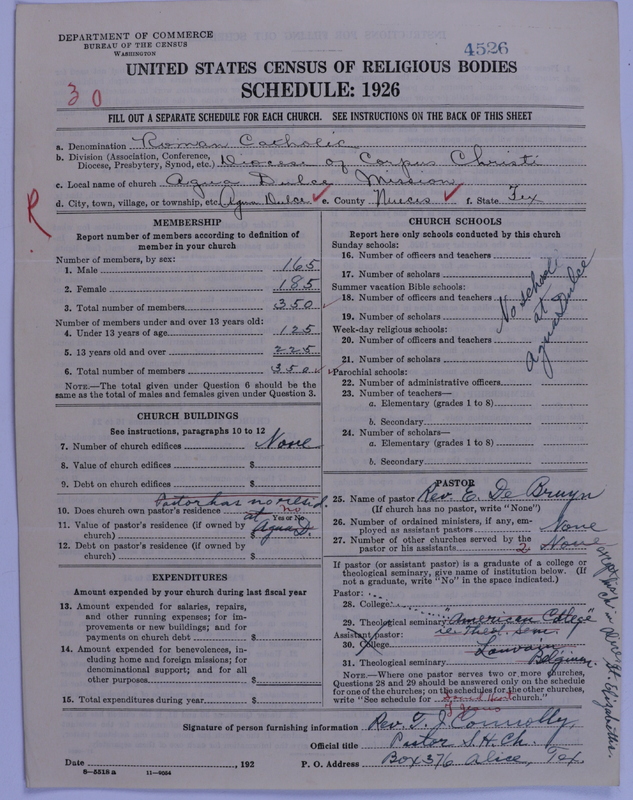 DEPARTMENT OF COMMERCE
BUREAU OF THE CENSUS
WASHINGTON
4526
UNITED STATES CENSUS OF RELIGIOUS BODIES
SCHEDULE: 1926
30
FILL OUT A SEPARATE SCHEDULE FOR EACH CHURCH. SEE INSTRUCTIONS ON THE BACK OF THIS SHEET
a. Denomination Roman Catholic
b. Division (Association, Conference, Diocese, Presbytery, Synod, etc.) Diocese of Corpus Christi
c. Local name of church Agua Dulce Mission
d. City, town, village, or township, etc. Agua Dulce e. County Nueces f. State Tex
R
MEMBERSHIP
Report number of members according to definition of
member in your church
Number of members, by sex:
1. Male 165
2. Female 185
3. Total number of members 350
Number of members under and over 13 years old:
4. Under 13 years of age 125
5. 13 years old and over 225
6. Total number of members 350
NOTE.—The total given under Question 6 should be
same as the total of males and females given under Question 3.
CHURCH BUILDINGS
See instructions, paragraphs 10 to 12
7. Number of church edifices None
8. Value of church edifices $
9. Debt on church edifices $
Pastor has no resid.
10. Does church own pastor's residence no
at Yes or No
11. Value of pastor's residence (if owned by Agua D.
church) $
12. Debt on pastor's residence (if owned by
church) $
EXPENDITURES
Amount expended by your church during last fiscal year
13. Amount expended for salaries, repairs,
and other running expenses; for im-
provements or new buildings; and for
payments on church debt $
14. Amount expended for benevolences, in-
cluding home and foreign missions; for
denominational support; and for all
other purposes $
15. Total expenditures during year $
CHURCH SCHOOLS
Report here only schools conducted by this church
Sunday schools:
16. Number of officers and teachers
17. Number of scholars
Summer vacation Bible schools:
18. Number of officers and teachers
19. Number of scholars
Week-day religious schools:
20. Number of officers and teachers
21. Number of scholars
Parochial schools:
22. Number of administrative officers
23. Number of teachers—
a. Elementary (grades 1 to 8)
b. Secondary
24. Number of scholars—
a. Elementary (grades 1 to 8)
b. Secondary
No school
at
Agua Dulce
PASTOR
25. Name of pastor Rev. E. De Bruyn
(If church has no pastor, write "None")
26. Number of ordained ministers, if any, em-
ployed as assistant pastors None
27. Number of other churches served by the
pastor or his assistants 2 None
If pastor (or assistant pastor) is a graduate of a college or
theological seminary, give name of institution below. (If
not a graduate, write "No" in the space indicated.)
Pastor:
28. College
29. Theological seminary "American College"
Assistant pastor: i.e. Theol. sem.
30. College Louvain
31. Theological seminary Belgium
NOTE.—Where one pastor serves two or more churches,
Questions 28 and 29 should be answered only on the schedule
for one of the churches; on the schedules for the other churches,
write "See schedule for Sacred Heart church."
of Jesus
Signature of person furnishing information Rev. T. J. Connolly
Official title Pastor S. H. Ch.
Date , 192 P. O. Address Box 376 Alice, Tex.
8—5518 a 11—9054